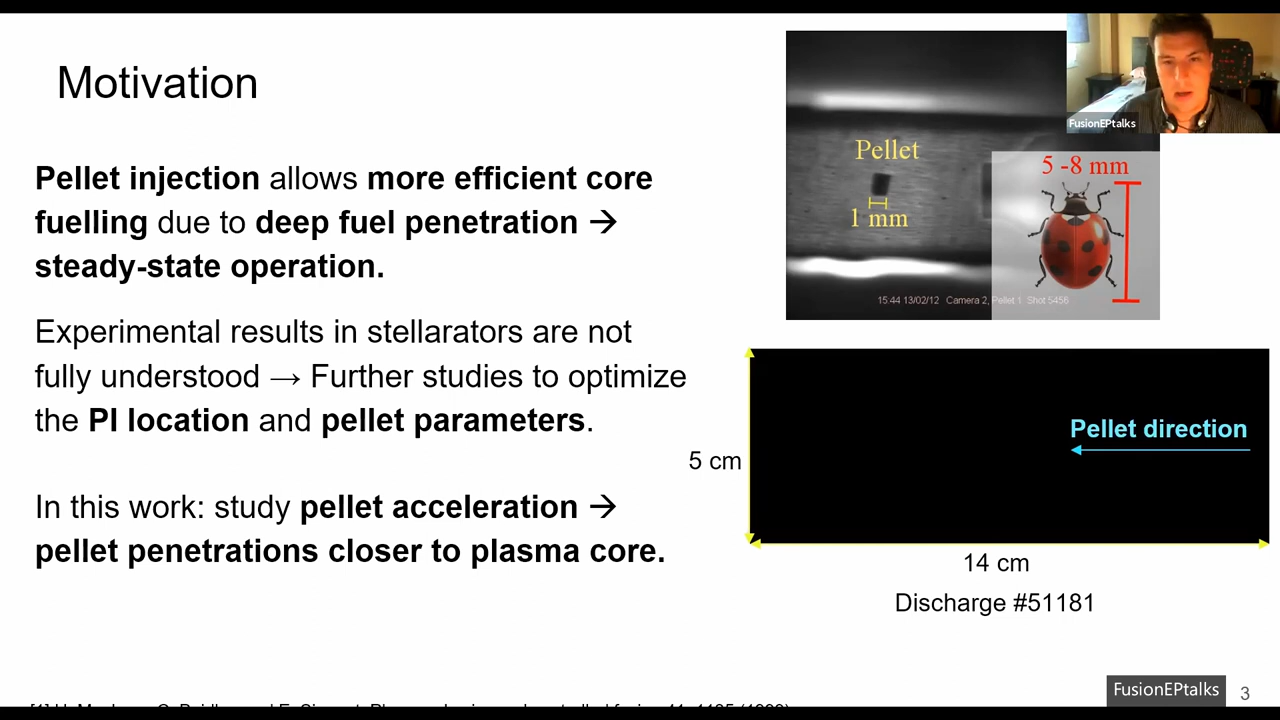 Motivation
FusionEPtalks
Pellet injection allows more efficient core
fuelling due to deep fuel penetration →
steady-state operation.
Experimental results in stellarators are not
fully understood → Further studies to optimize
the PI location and pellet parameters.
In this work: study pellet acceleration →
pellet penetrations closer to plasma core.
Pellet
1 mm
5 -8 mm
15:44 13/02/12 Camera 2, Pellet 1 Shot 5456
Pellet direction
5 cm
14 cm
Discharge #51181
FusionEPtalks
3